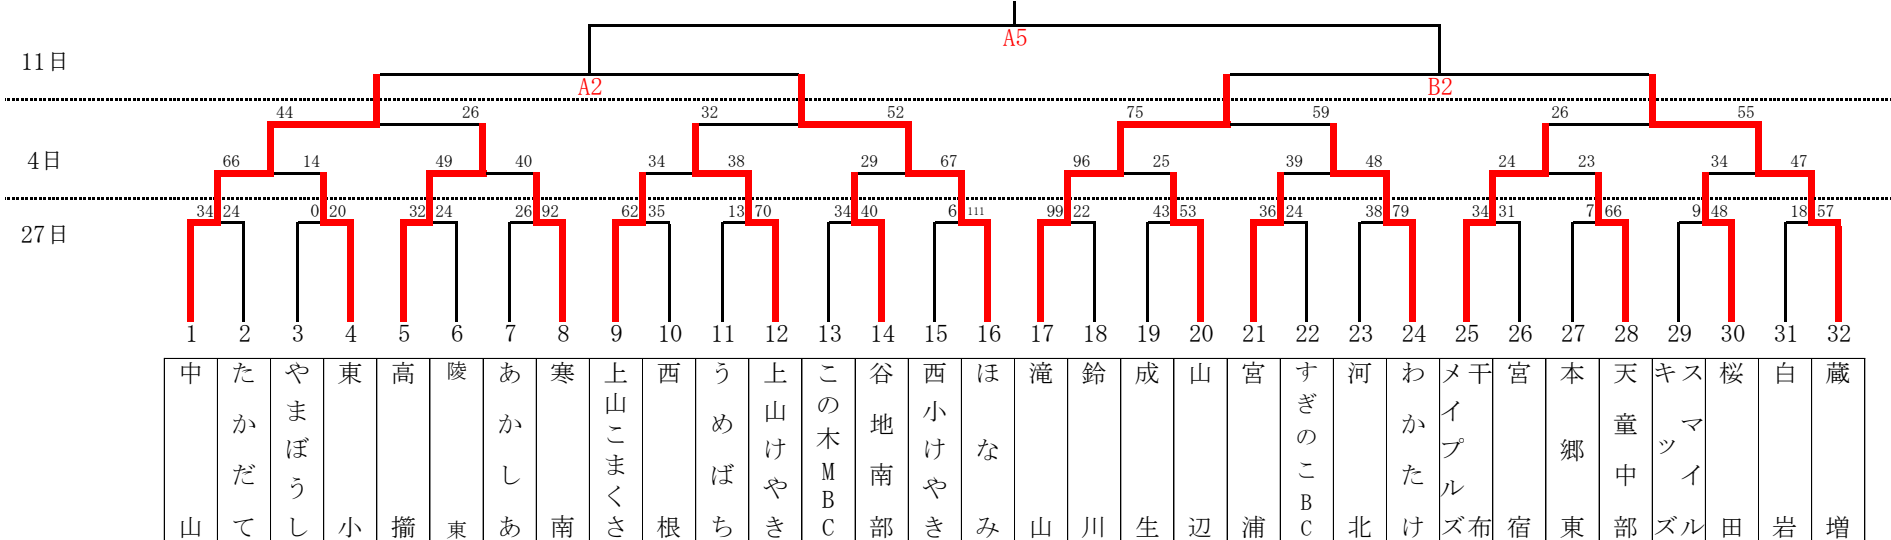 A5
11日
A2
B2
44
26
32
52
75
59
26
55
4日
66
14
49
40
34
38
29
67
96
25
39
48
24
23
34
47
34 24
0 20
32 24
26 92
62 35
13 70
34 40
6 111
99 22
43 53
36 24
38 79
34 31
7 66
9 48
18 57
27日
1 2 3 4 5 6 7 8 9 10 11 12 13 14 15 16 17 18 19 20 21 22 23 24 25 26 27 28 29 30 31 32
中山
たかだて
やまぼうし
東小
高擶
陵東
あかしあ
寒南
上山こまくさ
西根
うめばち
上山けやき
この木MBC
谷地南部
西小けやき
ほなみ
滝山
鈴川
成生
山辺
宮浦
すぎのこBC
河北
わかたけ
干布
メイプルズ
宮宿
本郷東
天童中部
スマイル
キッズ
桜田
白岩
蔵増